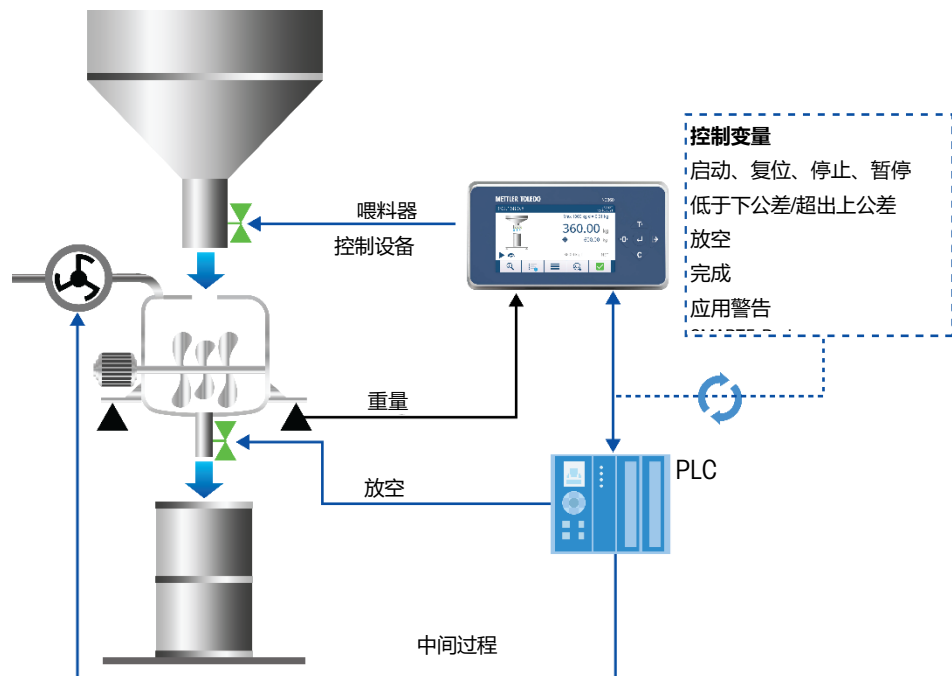 控制变量
启动、复位、停止、暂停
低于下公差/超出上公差
放空
完成
应用警告
METTLER TOLEDO
喂料器
控制设备
360.00 kg
重量
PLC
放空
中间过程